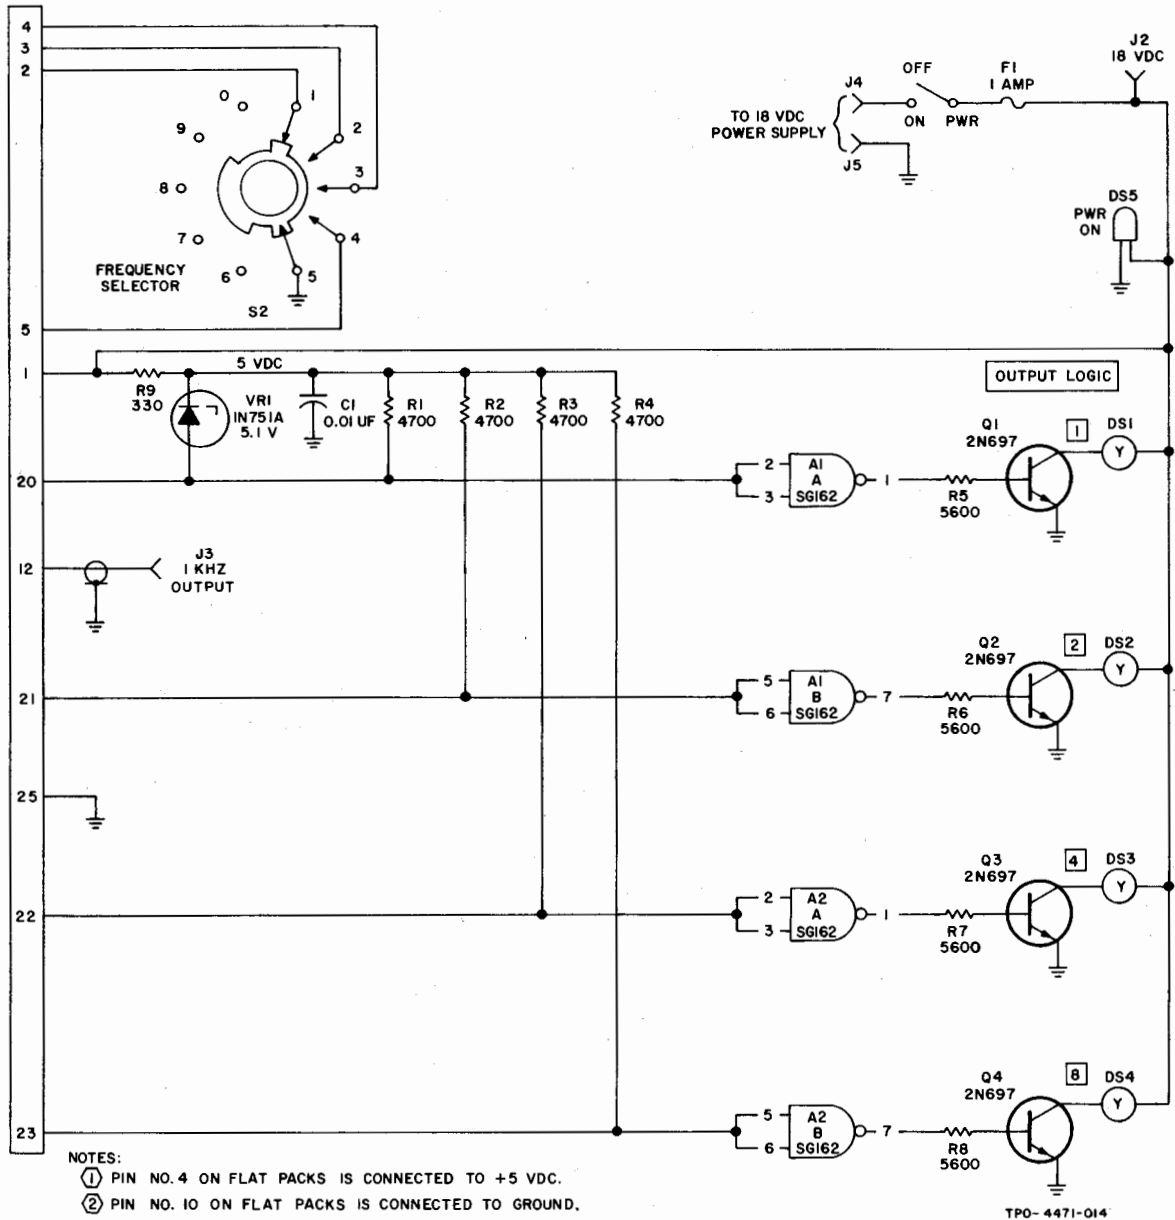 4
3
2
0
1
9
2
8
3
7
4
6
5
FREQUENCY
SELECTOR
S2
5
J2
18 VDC
OFF
F1
1 AMP
J4
TO 18 VDC
POWER SUPPLY
ON
PWR
J5
DS5
PWR
ON
1
5 VDC
R9
330
VR1
1N751A
5.1 V
C1
0.01 UF
R1
4700
R2
4700
R3
4700
R4
4700
OUTPUT LOGIC
20
2
3
A1
A
SG162
1
R5
5600
Q1
2N697
1
DS1
Y
12
J3
1 KHZ
OUTPUT
21
5
6
A1
B
SG162
7
R6
5600
Q2
2N697
2
DS2
Y
25
22
2
3
A2
A
SG162
1
R7
5600
Q3
2N697
4
DS3
Y
23
5
6
A2
B
SG162
7
R8
5600
Q4
2N697
8
DS4
Y
NOTES:
1 PIN NO. 4 ON FLAT PACKS IS CONNECTED TO +5 VDC.
2 PIN NO. 10 ON FLAT PACKS IS CONNECTED TO GROUND.
TPO-4471-014